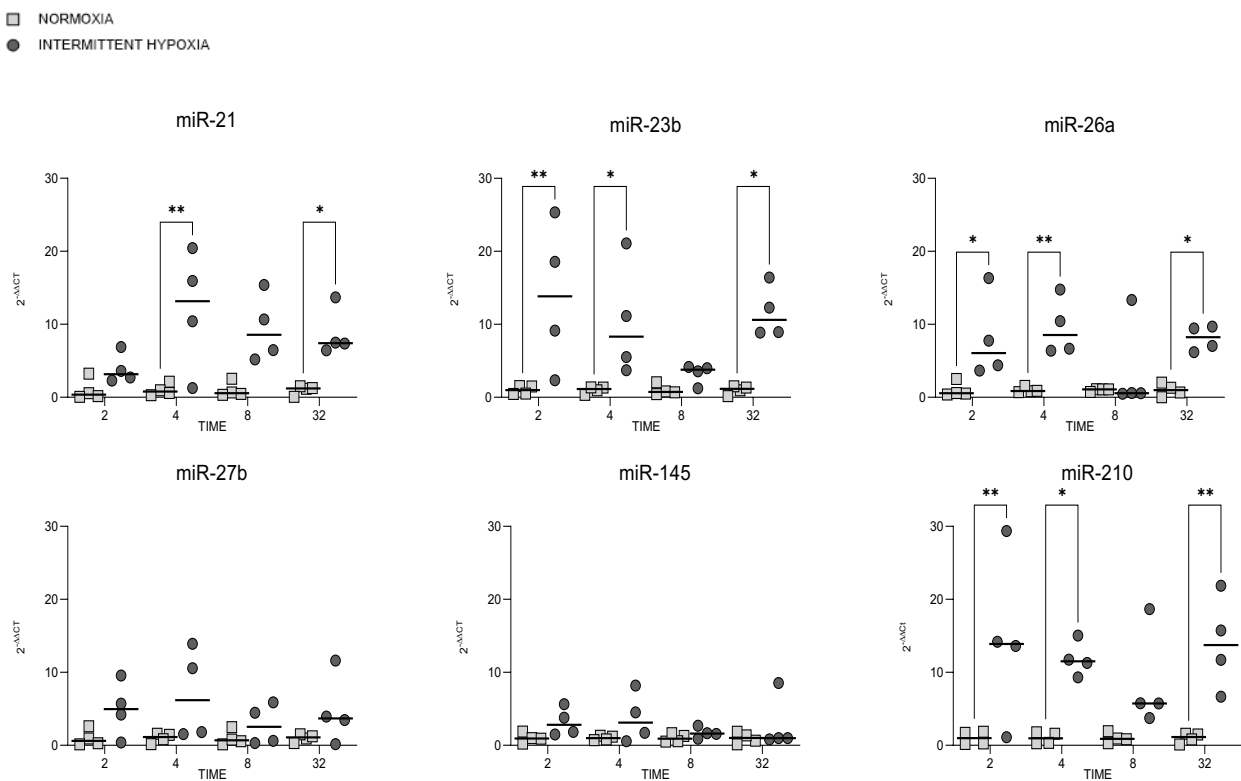 NORMOXIA
INTERMITTENT HYPOXIA
miR-21
miR-23b
miR-26a
30
20
10
0
2^-ΔΔCT
**
*
2 4 8 32
TIME
30
20
10
0
2^-ΔΔCT
**
*
*
2 4 8 32
TIME
30
20
10
0
2^-ΔΔCT
*
**
*
2 4 8 32
TIME
miR-27b
miR-145
miR-210
30
20
10
0
2^-ΔΔCT
2 4 8 32
TIME
30
20
10
0
2^-ΔΔCT
2 4 8 32
TIME
30
20
10
0
2^-ΔΔCt
**
*
**
2 4 8 32
TIME